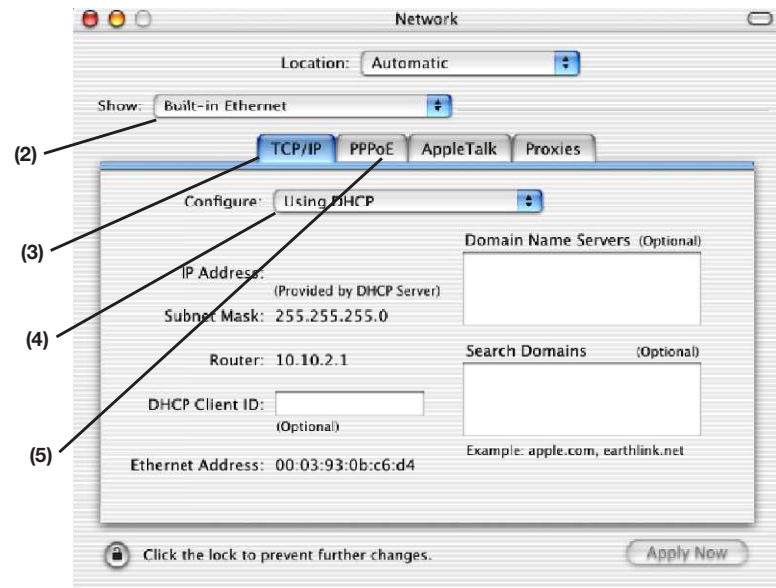 Network
Location: Automatic
Show: Built-in Ethernet
(2)
TCP/IP PPPoE AppleTalk Proxies
Configure: Using DHCP
(3)
Domain Name Servers (Optional)
IP Address:
(Provided by DHCP Server)
Subnet Mask: 255.255.255.0
(4)
Router: 10.10.2.1
Search Domains (Optional)
DHCP Client ID:
(Optional)
(5)
Example: apple.com, earthlink.net
Ethernet Address: 00:03:93:0b:c6:d4
Click the lock to prevent further changes.
Apply Now